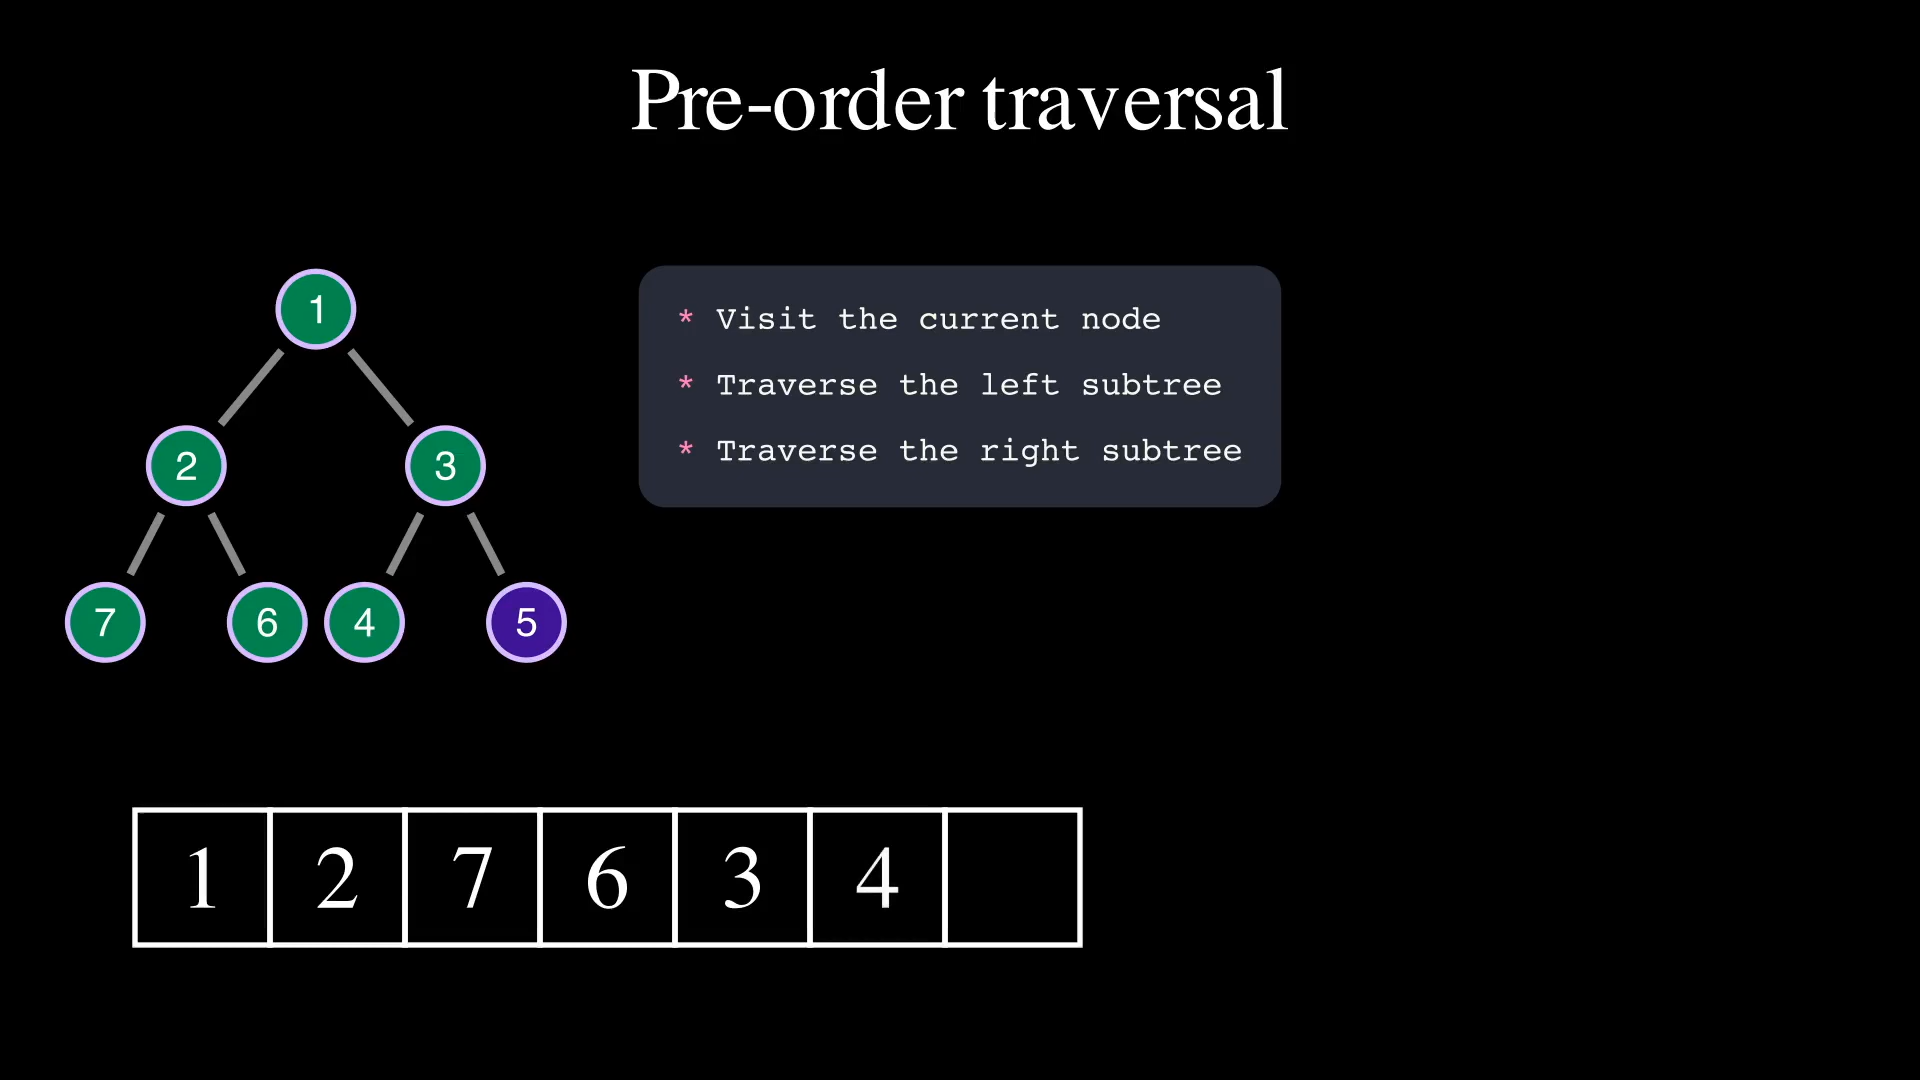 Pre-order traversal
1
* Visit the current node
2 3
* Traverse the left subtree
* Traverse the right subtree
7 6 4 5
1 2 7 6 3 4